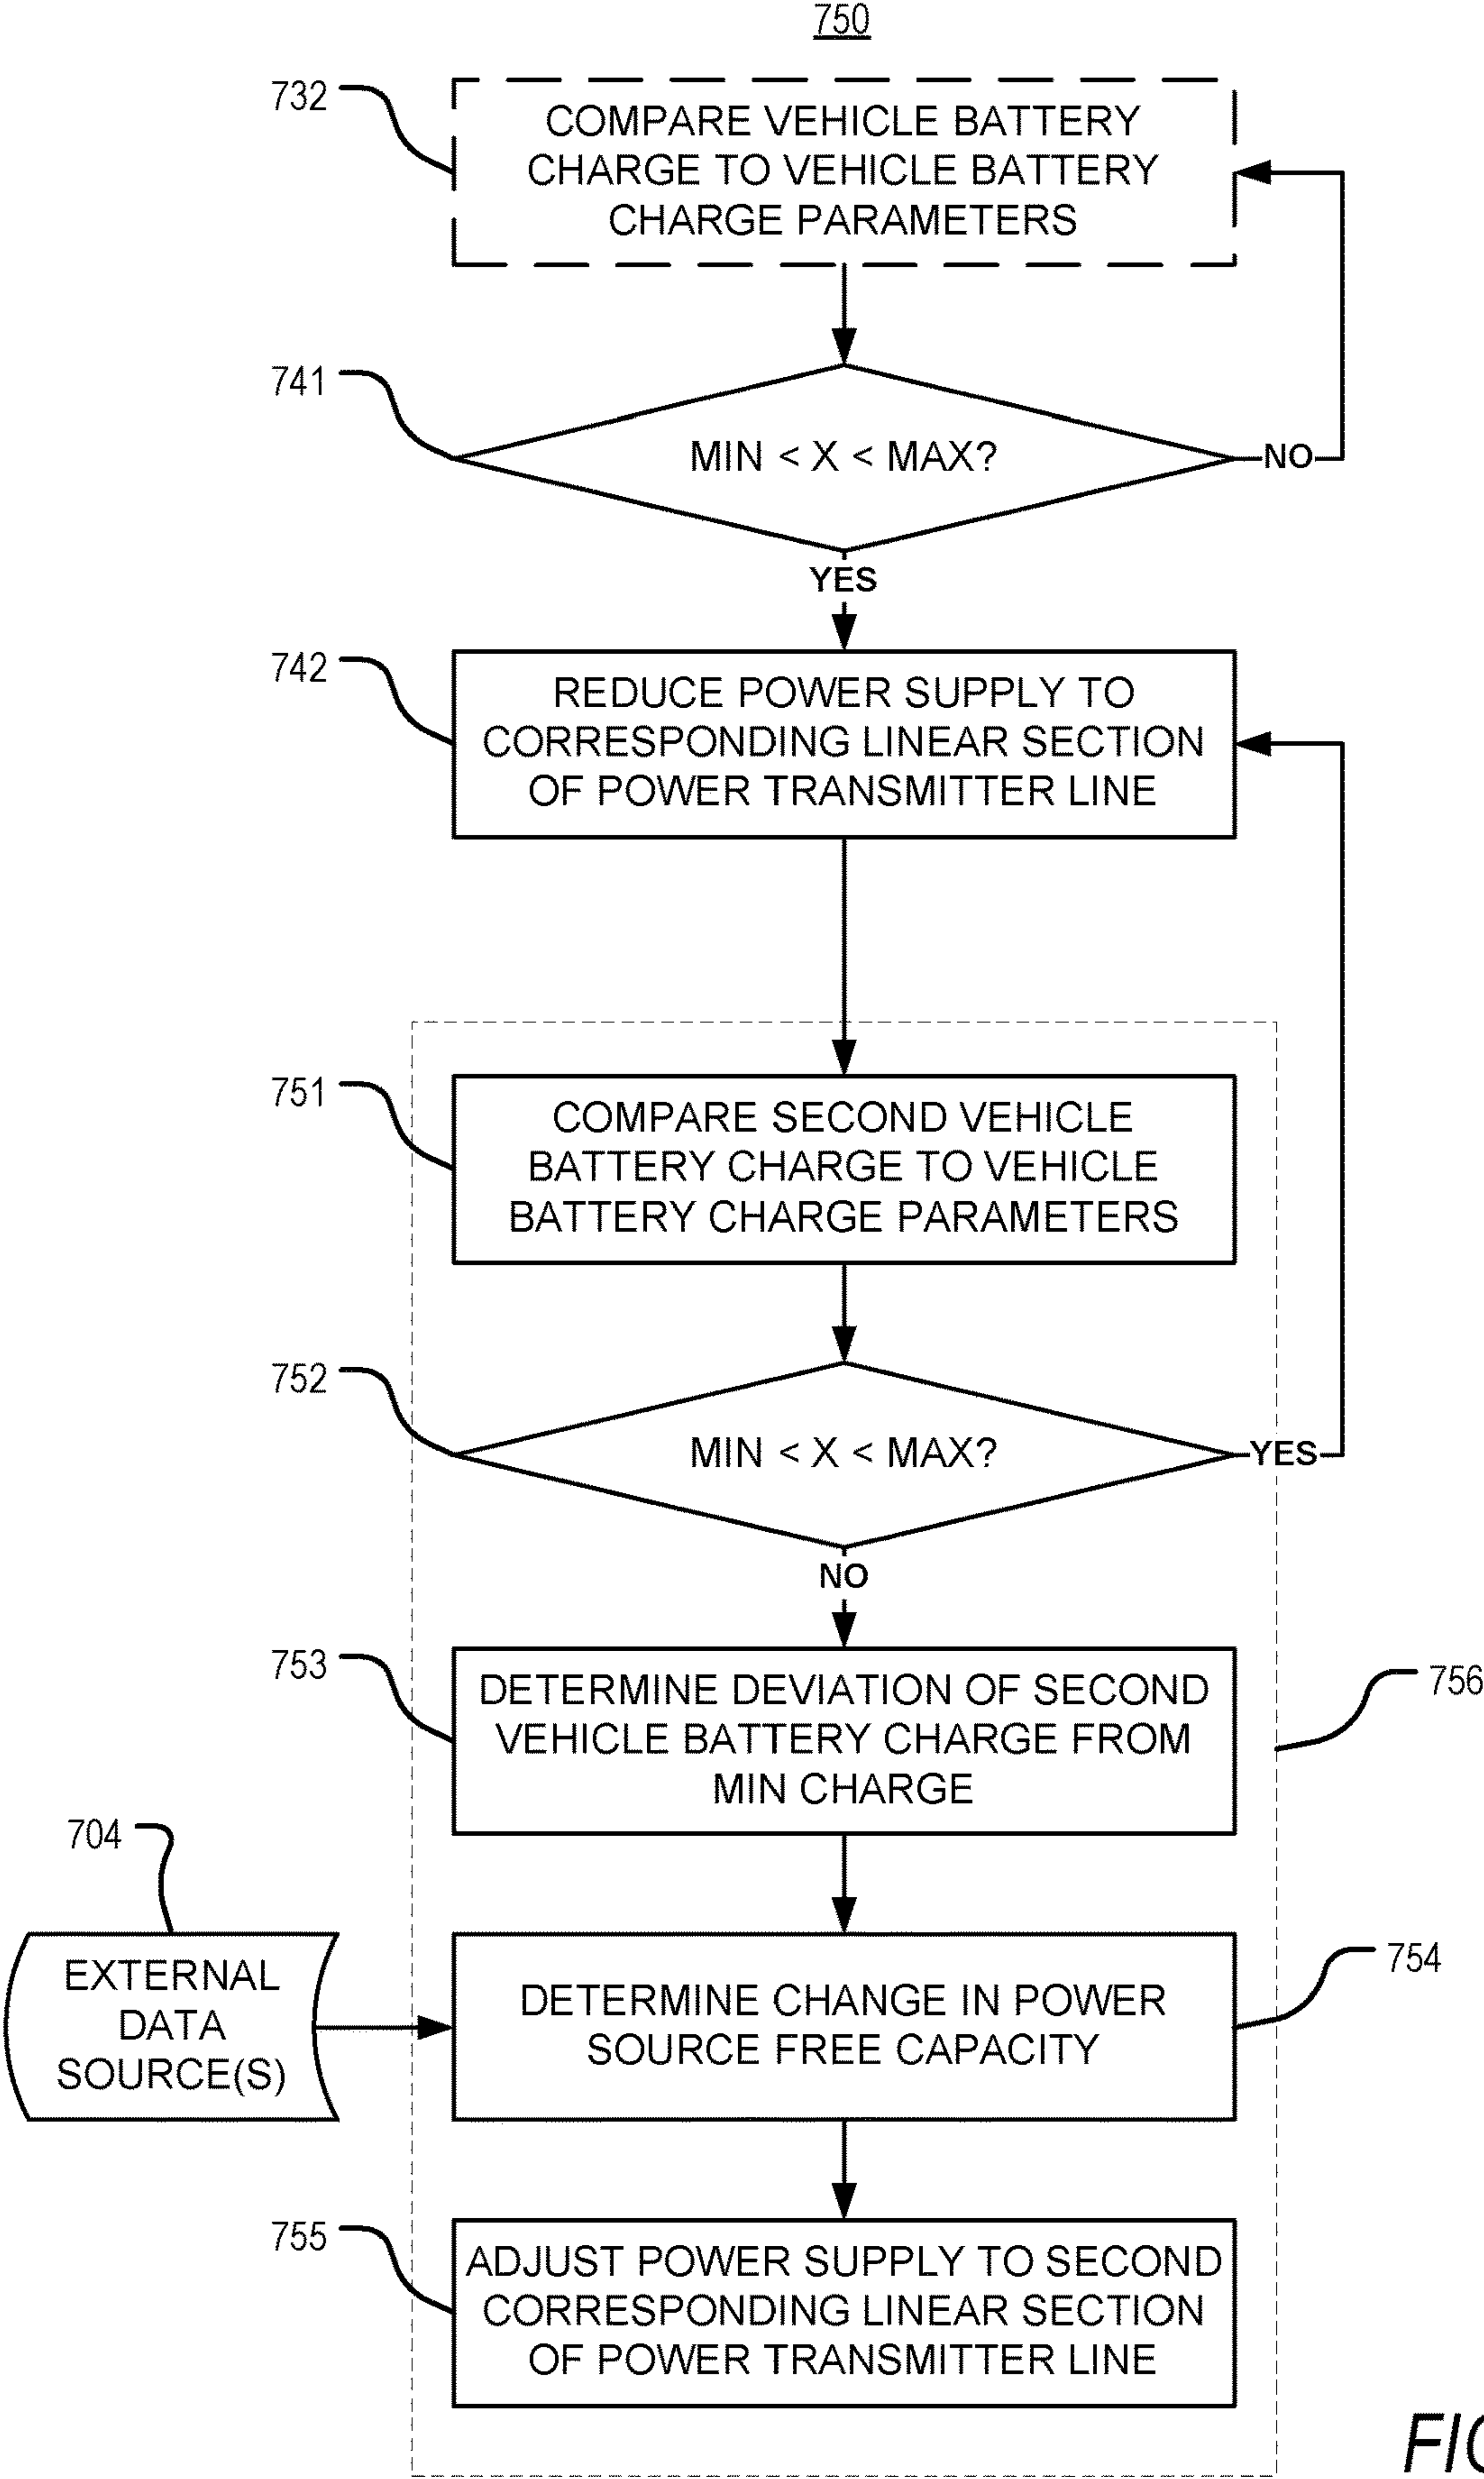 750
732
COMPARE VEHICLE BATTERY
CHARGE TO VEHICLE BATTERY
CHARGE PARAMETERS
741
MIN < X < MAX?
NO
YES
742
REDUCE POWER SUPPLY TO
CORRESPONDING LINEAR SECTION
OF POWER TRANSMITTER LINE
751
COMPARE SECOND VEHICLE
BATTERY CHARGE TO VEHICLE
BATTERY CHARGE PARAMETERS
752
MIN < X < MAX?
YES
NO
753
DETERMINE DEVIATION OF SECOND
VEHICLE BATTERY CHARGE FROM
MIN CHARGE
756
704
EXTERNAL
DATA
SOURCE(S)
DETERMINE CHANGE IN POWER
SOURCE FREE CAPACITY
754
755
ADJUST POWER SUPPLY TO SECOND
CORRESPONDING LINEAR SECTION
OF POWER TRANSMITTER LINE